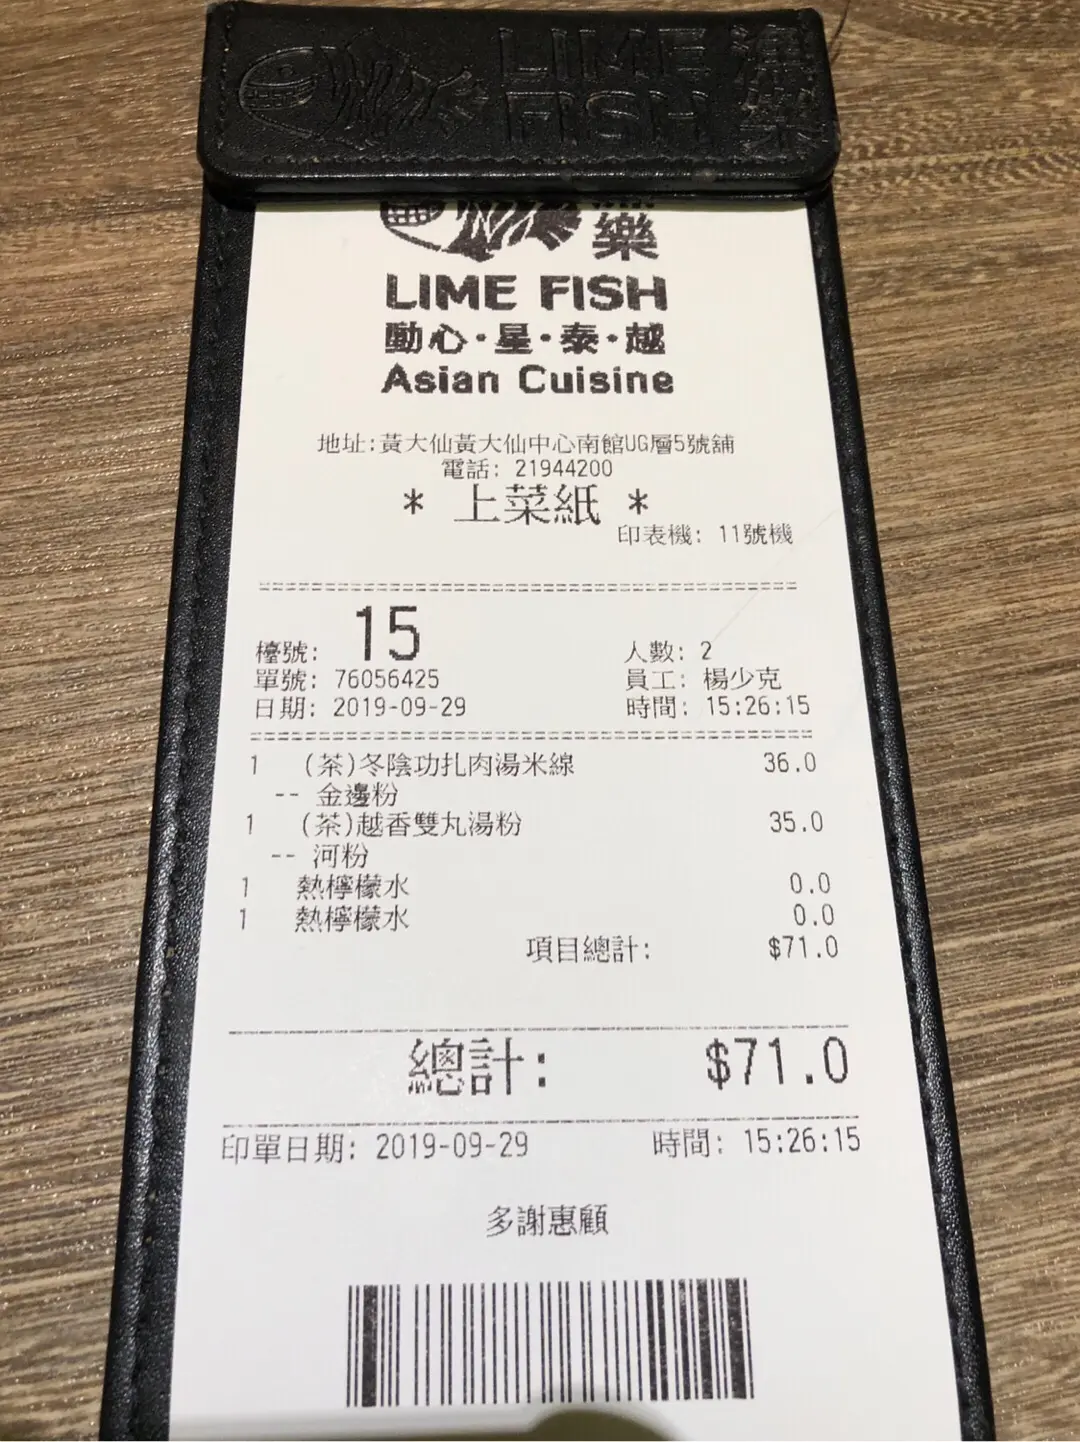 LIME
FISH
樂
樂
LIME FISH
動心·星·泰·越
Asian Cuisine
地址:黃大仙黃大仙中心南館UG層5號舖
電話: 21944200
* 上菜紙 *
印表機: 11號機
檯號: 15 人數: 2
單號: 76056425 員工: 楊少克
日期: 2019-09-29 時間: 15:26:15
1 (茶)冬陰功扎肉湯米線 36.0
-- 金邊粉
1 (茶)越香雙丸湯粉 35.0
-- 河粉
1 熱檸檬水 0.0
1 熱檸檬水 0.0
項目總計: $71.0
總計: $71.0
印單日期: 2019-09-29 時間: 15:26:15
多謝惠顧